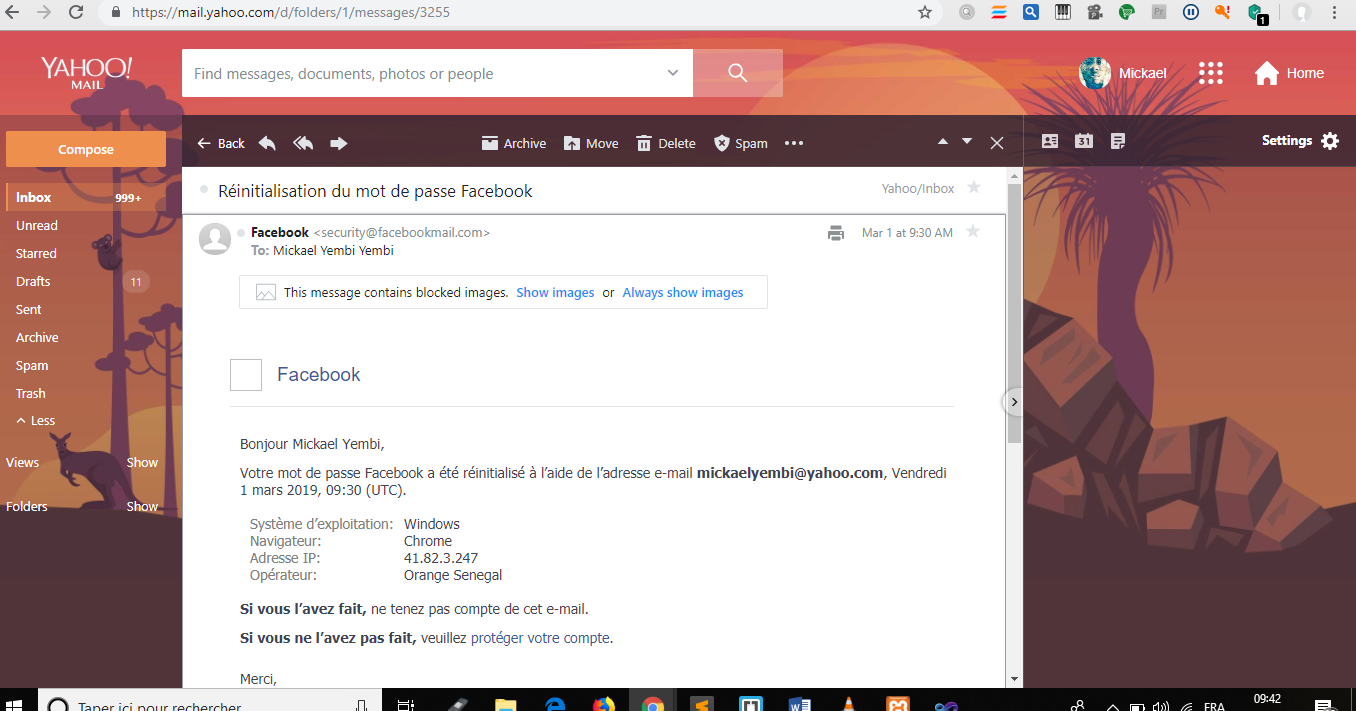 https://mail.yahoo.com/d/folders/1/messages/3255
1
YAHOO!
MAIL
Find messages, documents, photos or people
Mickael
Home
Compose
Back
Archive
Move
Delete
Spam
31
Settings
Inbox 999+
Unread
Starred
Drafts 11
Sent
Archive
Spam
Trash
Less
Views Show
Folders Show
Réinitialisation du mot de passe Facebook
Yahoo/Inbox
Facebook <security@facebookmail.com>
Mar 1 at 9:30 AM
To: Mickael Yembi Yembi
This message contains blocked images. Show images or Always show images
Facebook
Bonjour Mickael Yembi,
Votre mot de passe Facebook a été réinitialisé à l’aide de l’adresse e-mail mickaelyembi@yahoo.com, Vendredi
1 mars 2019, 09:30 (UTC).
Système d’exploitation: Windows
Navigateur: Chrome
Adresse IP: 41.82.3.247
Opérateur: Orange Senegal
Si vous l’avez fait, ne tenez pas compte de cet e-mail.
Si vous ne l’avez pas fait, veuillez protéger votre compte.
Merci,
Taper ici pour rechercher
FRA
09:42